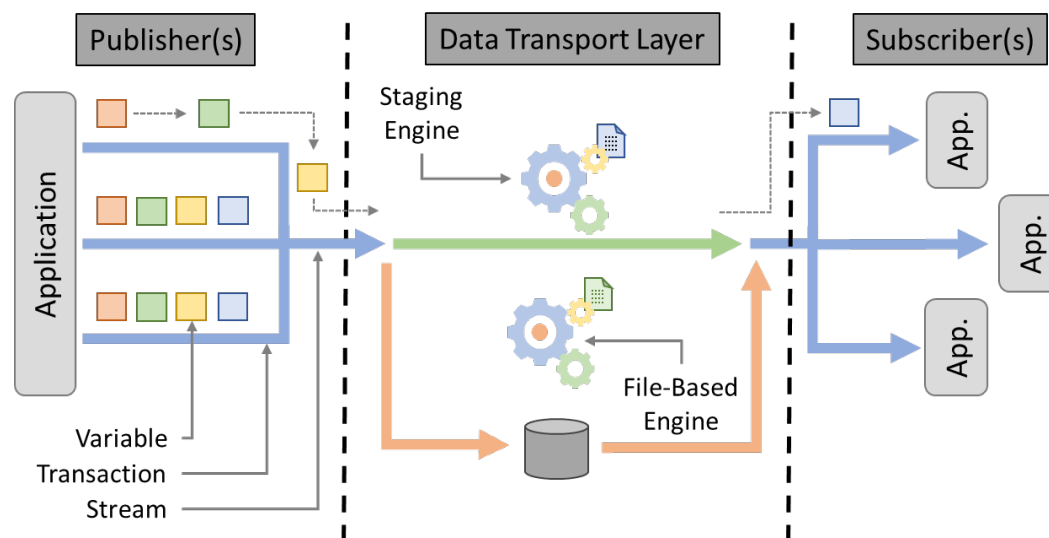 Publisher(s)
Data Transport Layer
Subscriber(s)
Application
Staging
Engine
File-Based
Engine
Variable
Transaction
Stream
App.
App.
App.